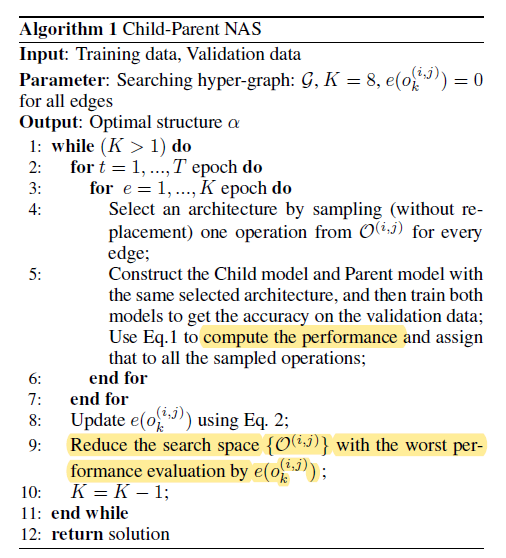 Algorithm 1 Child-Parent NAS
Input: Training data, Validation data
Parameter: Searching hyper-graph: 𝒢, K = 8, e(o_k^{(i,j)}) = 0
for all edges
Output: Optimal structure α
1: while (K > 1) do
2: for t = 1, ..., T epoch do
3: for e = 1, ..., K epoch do
4: Select an architecture by sampling (without re-
placement) one operation from 𝒪^{(i,j)} for every
edge;
5: Construct the Child model and Parent model with
the same selected architecture, and then train both
models to get the accuracy on the validation data;
Use Eq.1 to compute the performance and assign
that to all the sampled operations;
6: end for
7: end for
8: Update e(o_k^{(i,j)}) using Eq. 2;
9: Reduce the search space {𝒪^{(i,j)}} with the worst per-
formance evaluation by e(o_k^{(i,j)});
10: K = K − 1;
11: end while
12: return solution